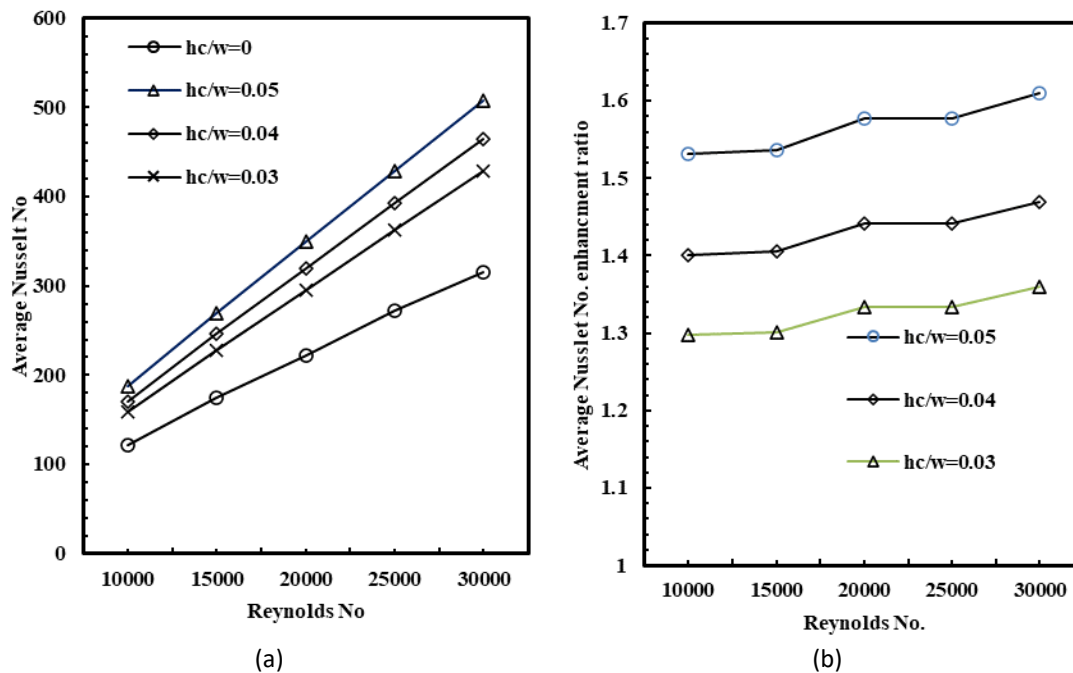 600
500
400
300
200
100
0
Average Nusselt No
hc/w=0
hc/w=0.05
hc/w=0.04
hc/w=0.03
10000 15000 20000 25000 30000
Reynolds No
(a)
1.7
1.6
1.5
1.4
1.3
1.2
1.1
1
Average Nusslet No. enhancment ratio
hc/w=0.05
hc/w=0.04
hc/w=0.03
10000 15000 20000 25000 30000
Reynolds No.
(b)